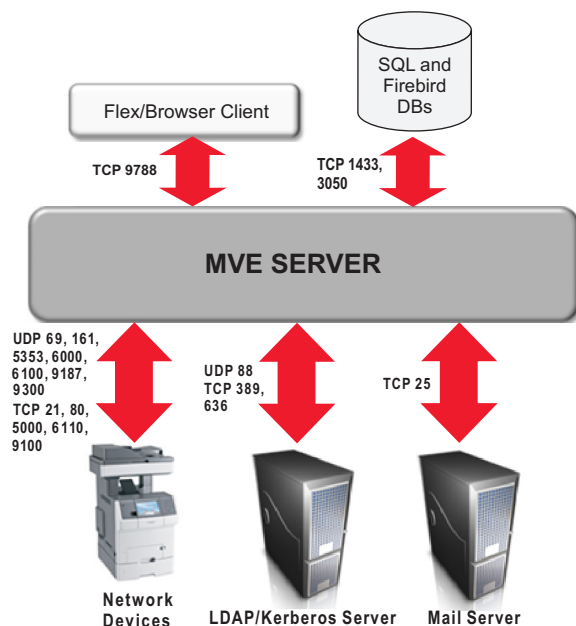 SQL and
Firebird
DBs
Flex/Browser Client
TCP 9788
TCP 1433,
3050
MVE SERVER
UDP 69, 161,
5353, 6000,
6100, 9187,
9300
TCP 21, 80,
5000, 6110,
9100
UDP 88
TCP 389,
636
TCP 25
Network
Devices
LDAP/Kerberos Server
Mail Server